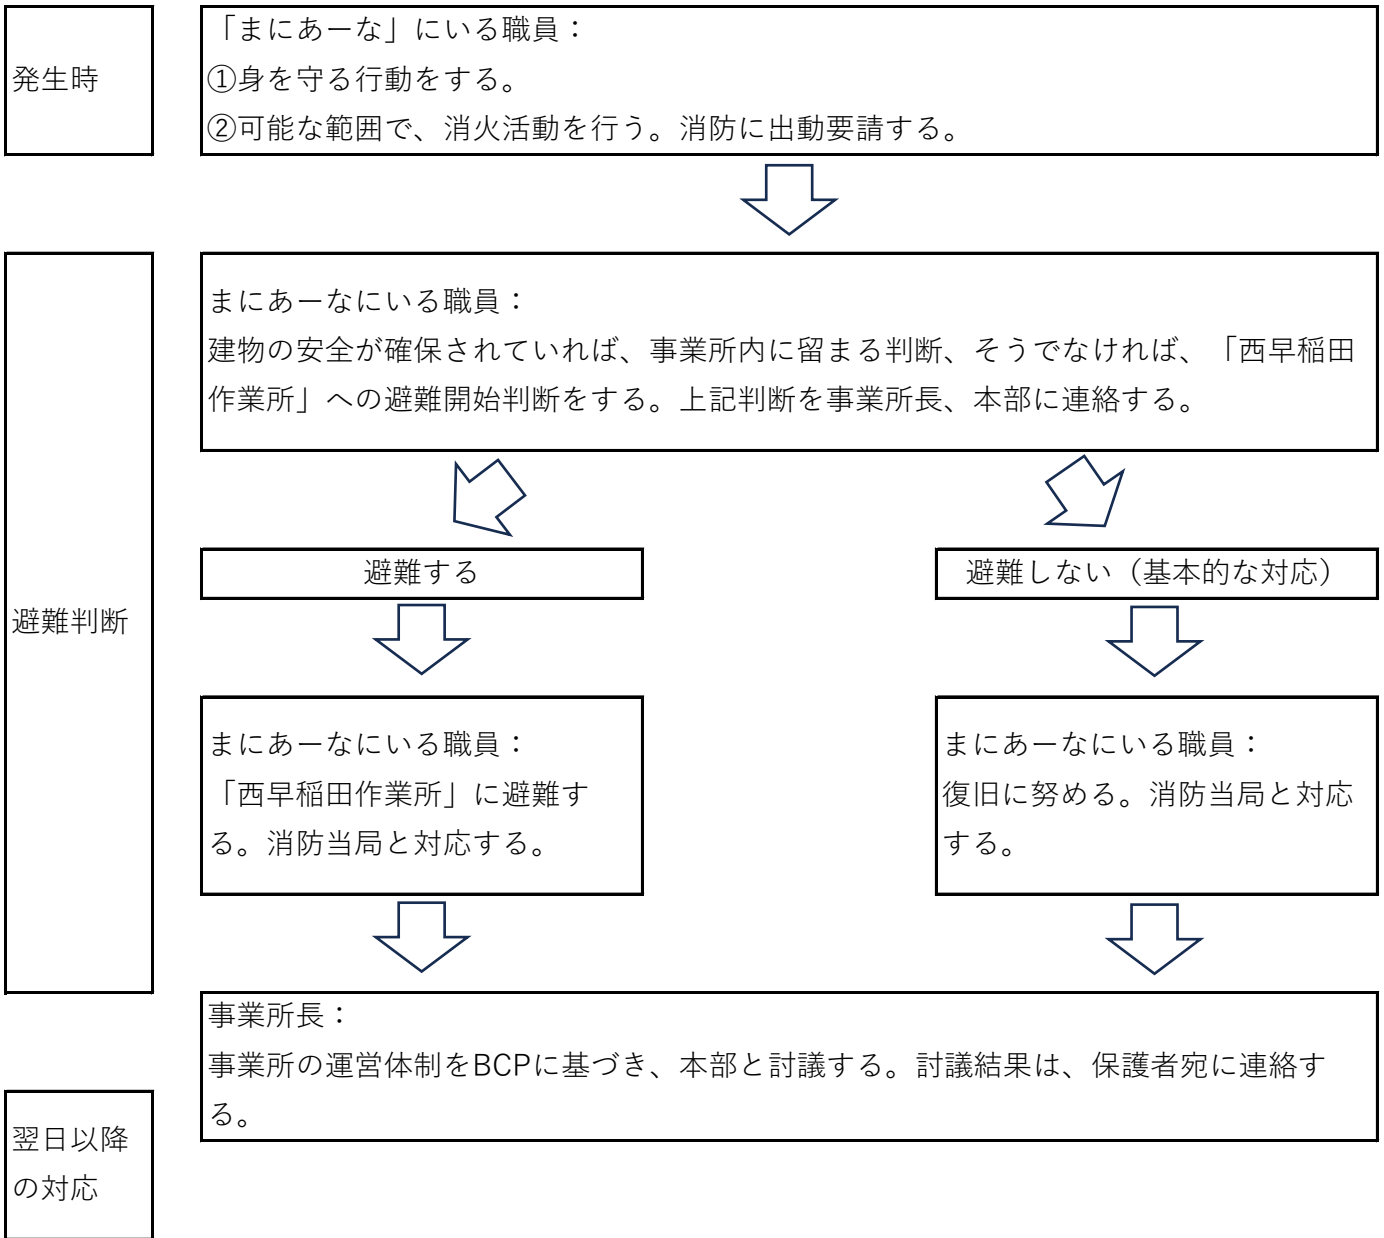 発生時
「まにあーな」にいる職員：
①身を守る行動をする。
②可能な範囲で、消火活動を行う。消防に出動要請する。
避難判断
まにあーなにいる職員：
建物の安全が確保されていれば、事業所内に留まる判断、そうでなければ、「西早稲田
作業所」への避難開始判断をする。上記判断を事業所長、本部に連絡する。
避難する
避難しない（基本的な対応）
まにあーなにいる職員：
「西早稲田作業所」に避難す
る。消防当局と対応する。
まにあーなにいる職員：
復旧に努める。消防当局と対応
する。
事業所長：
事業所の運営体制をBCPに基づき、本部と討議する。討議結果は、保護者宛に連絡す
る。
翌日以降
の対応